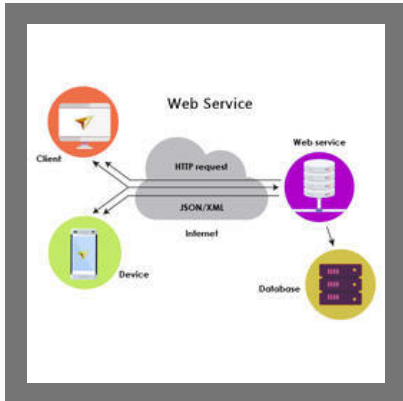 Web Service
Web service
Client
HTTP request
JSON/XML
Internet
Device
Database